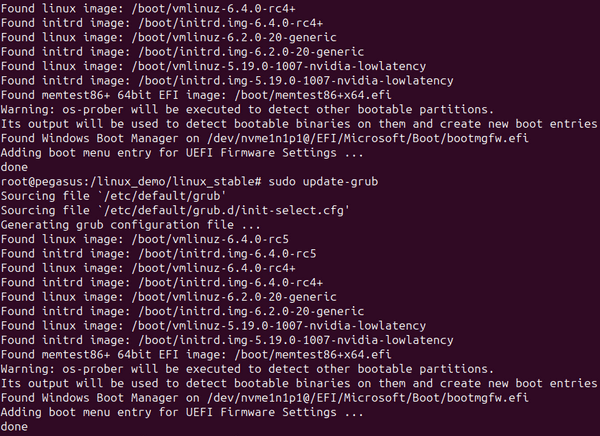 Found linux image: /boot/vmlinuz-6.4.0-rc4+
Found initrd image: /boot/initrd.img-6.4.0-rc4+
Found linux image: /boot/vmlinuz-6.2.0-20-generic
Found initrd image: /boot/initrd.img-6.2.0-20-generic
Found linux image: /boot/vmlinuz-5.19.0-1007-nvidia-lowlatency
Found initrd image: /boot/initrd.img-5.19.0-1007-nvidia-lowlatency
Found memtest86+ 64bit EFI image: /boot/memtest86+x64.efi
Warning: os-prober will be executed to detect other bootable partitions.
Its output will be used to detect bootable binaries on them and create new boot entries
Found Windows Boot Manager on /dev/nvme1n1p1@/EFI/Microsoft/Boot/bootmgfw.efi
Adding boot menu entry for UEFI Firmware Settings ...
done
root@pegasus:/linux_demo/linux_stable# sudo update-grub
Sourcing file `/etc/default/grub'
Sourcing file `/etc/default/grub.d/init-select.cfg'
Generating grub configuration file ...
Found linux image: /boot/vmlinuz-6.4.0-rc5
Found initrd image: /boot/initrd.img-6.4.0-rc5
Found linux image: /boot/vmlinuz-6.4.0-rc4+
Found initrd image: /boot/initrd.img-6.4.0-rc4+
Found linux image: /boot/vmlinuz-6.2.0-20-generic
Found initrd image: /boot/initrd.img-6.2.0-20-generic
Found linux image: /boot/vmlinuz-5.19.0-1007-nvidia-lowlatency
Found initrd image: /boot/initrd.img-5.19.0-1007-nvidia-lowlatency
Found memtest86+ 64bit EFI image: /boot/memtest86+x64.efi
Warning: os-prober will be executed to detect other bootable partitions.
Its output will be used to detect bootable binaries on them and create new boot entries
Found Windows Boot Manager on /dev/nvme1n1p1@/EFI/Microsoft/Boot/bootmgfw.efi
Adding boot menu entry for UEFI Firmware Settings ...
done